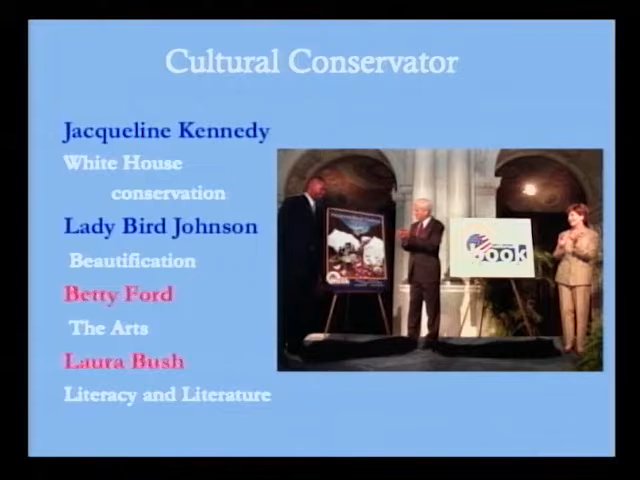 Cultural Conservator
Jacqueline Kennedy
White House
conservation
Lady Bird Johnson
Beautification
Betty Ford
The Arts
Laura Bush
Literacy and Literature
book